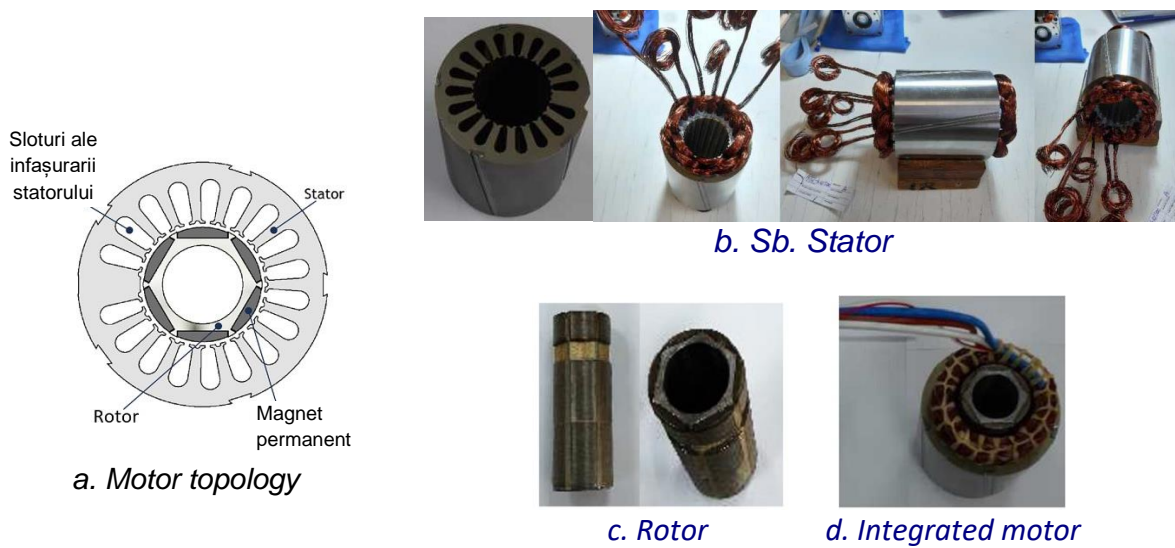 Sloturi ale
infașurarii
statorului
Stator
Rotor
Magnet
permanent
a. Motor topology
b. Sb. Stator
c. Rotor
d. Integrated motor